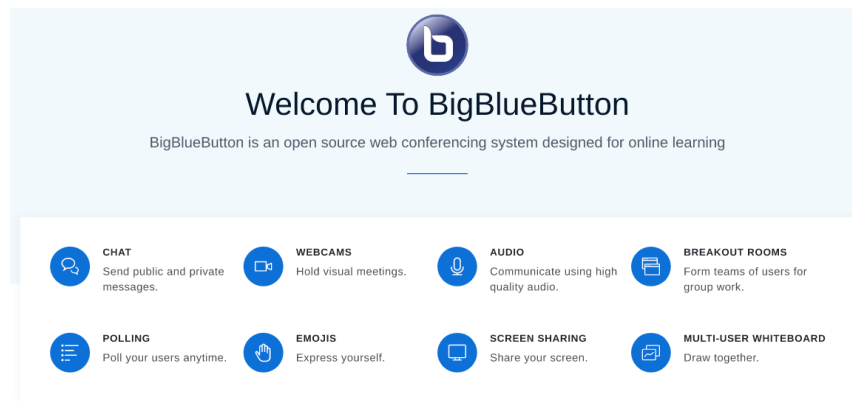 Welcome To BigBlueButton
BigBlueButton is an open source web conferencing system designed for online learning
CHAT
Send public and private
messages.
WEBCAMS
Hold visual meetings.
AUDIO
Communicate using high
quality audio.
BREAKOUT ROOMS
Form teams of users for
group work.
POLLING
Poll your users anytime.
EMOJIS
Express yourself.
SCREEN SHARING
Share your screen.
MULTI-USER WHITEBOARD
Draw together.